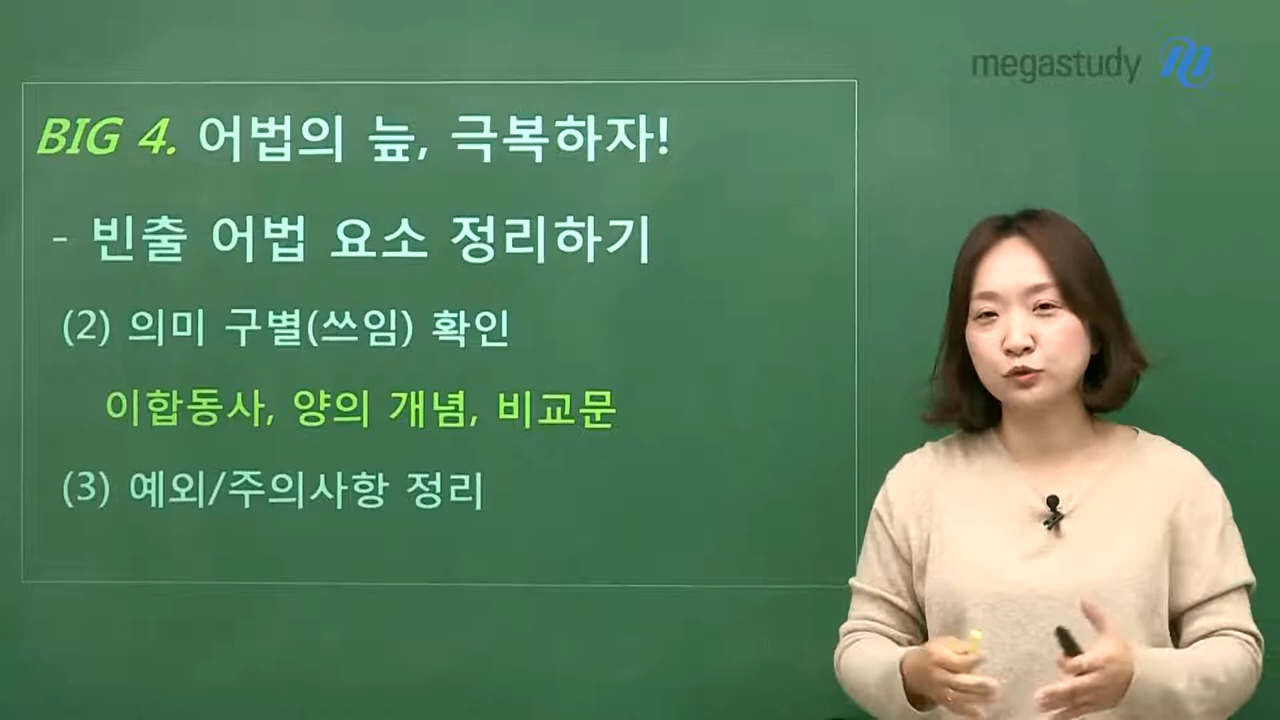 megastudy
BIG 4. 어법의 늪, 극복하자!
- 빈출 어법 요소 정리하기
(2) 의미 구별(쓰임) 확인
이합동사, 양의 개념, 비교문
(3) 예외/주의사항 정리